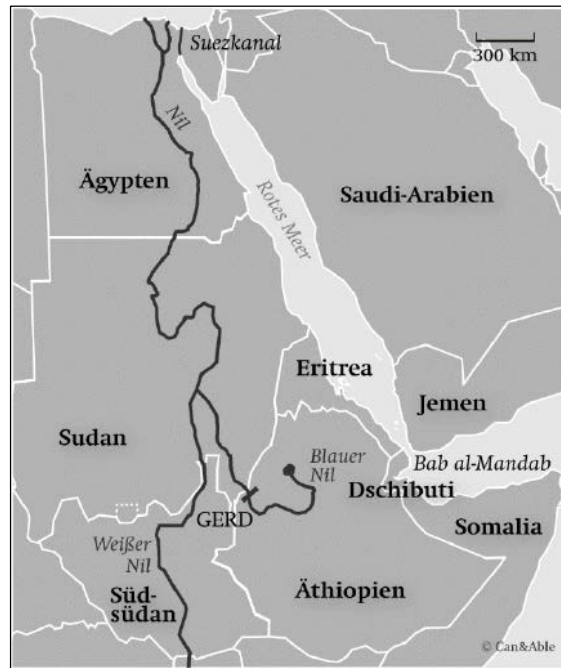 Suezkanal
300 km
Nil
Ägypten
Saudi-Arabien
Rotes Meer
Eritrea
Jemen
Sudan
Blauer
Nil
Bab al-Mandab
Dschibuti
GERD
Somalia
Weißer
Nil
Süd-
südan
Äthiopien
© Can&Able